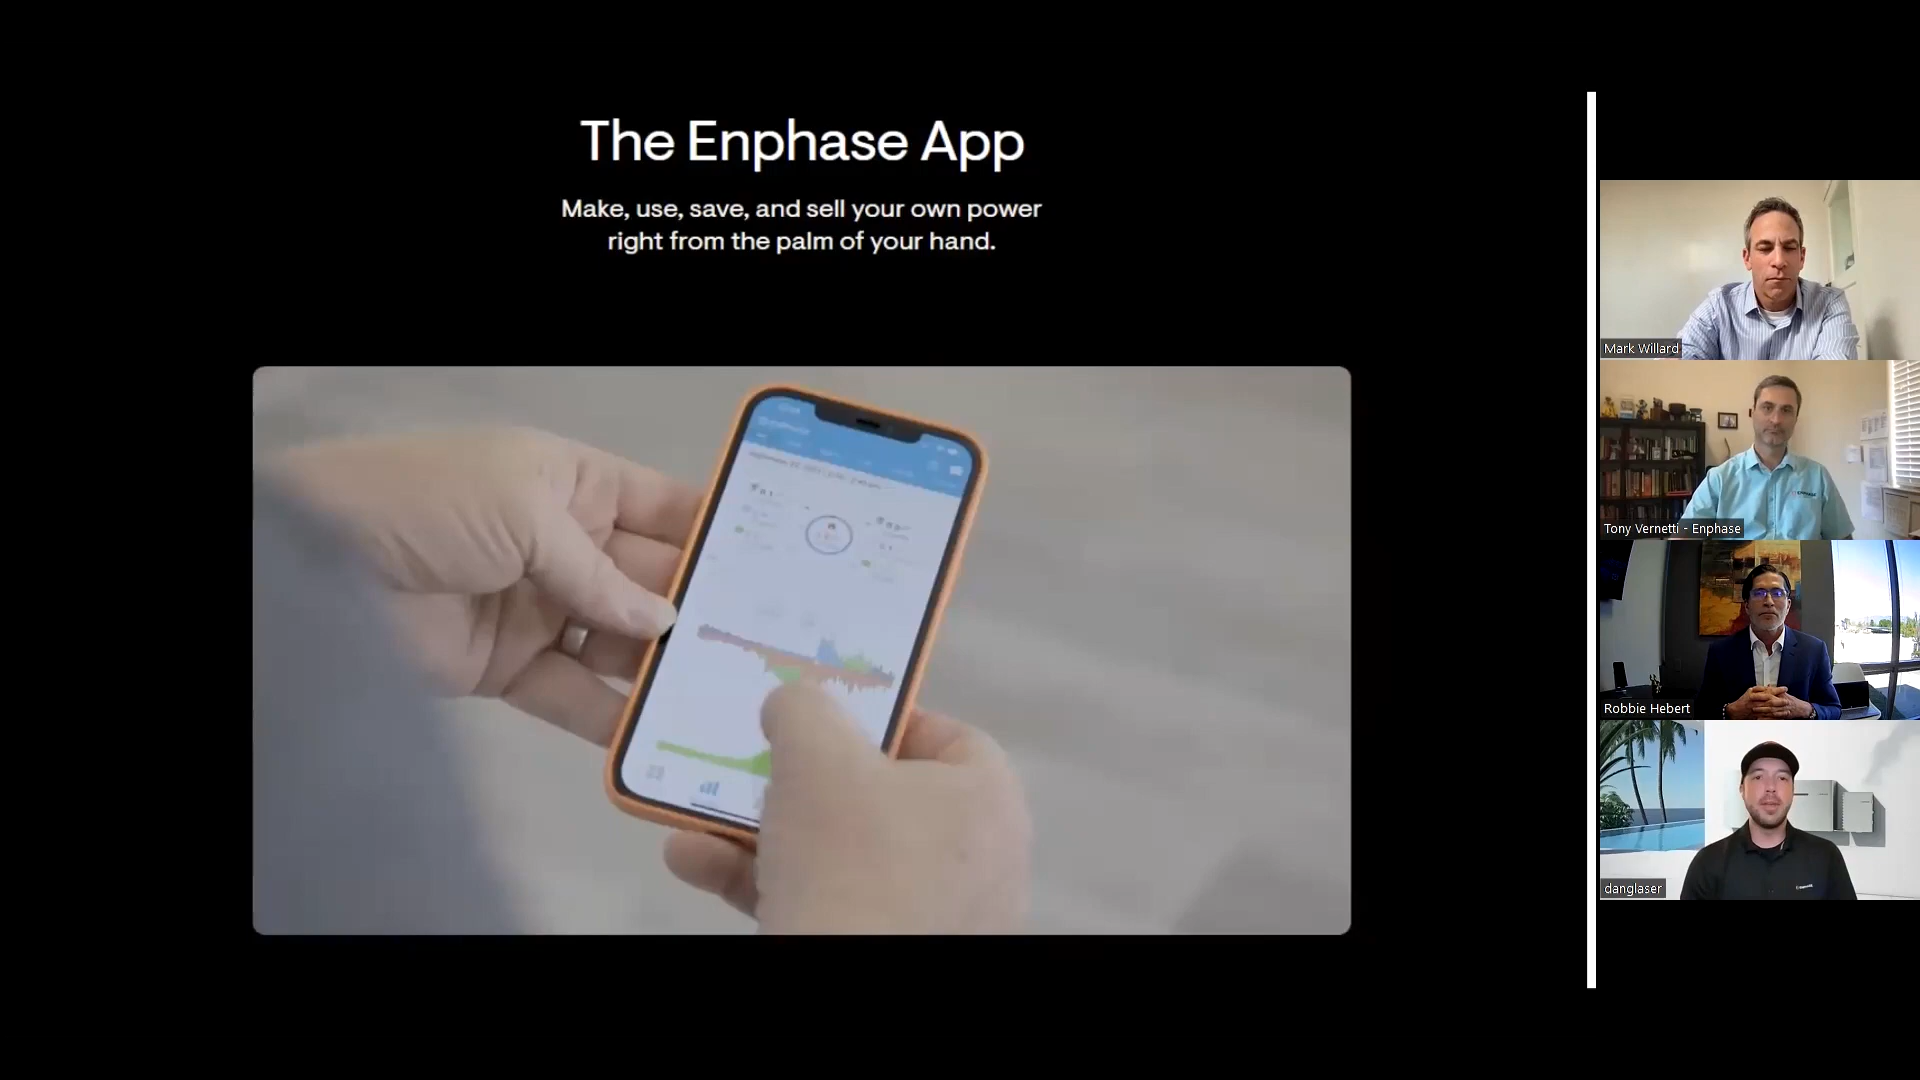 The Enphase App
Make, use, save, and sell your own power
right from the palm of your hand.
Mark Willard
Tony Vernetti - Enphase
Robbie Hebert
danglaser